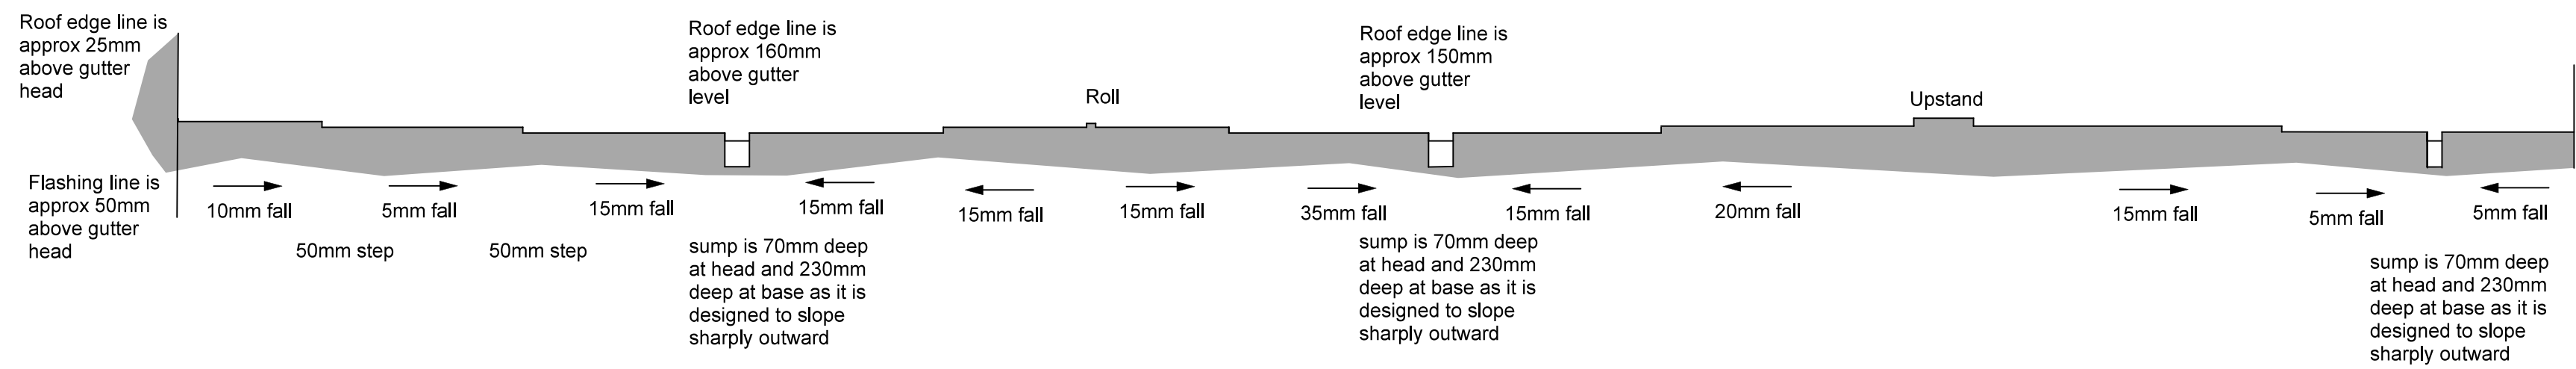 Roof edge line is
approx 25mm
above gutter
head
Roof edge line is
approx 160mm
above gutter
level
Roll
Roof edge line is
approx 150mm
above gutter
level
Upstand
Flashing line is
approx 50mm
above gutter
head
10mm fall
5mm fall
15mm fall
15mm fall
15mm fall
15mm fall
35mm fall
15mm fall
20mm fall
15mm fall
5mm fall
5mm fall
50mm step
50mm step
sump is 70mm deep
at head and 230mm
deep at base as it is
designed to slope
sharply outward
sump is 70mm deep
at head and 230mm
deep at base as it is
designed to slope
sharply outward
sump is 70mm deep
at head and 230mm
deep at base as it is
designed to slope
sharply outward